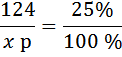 124/x p = 25%/100 %